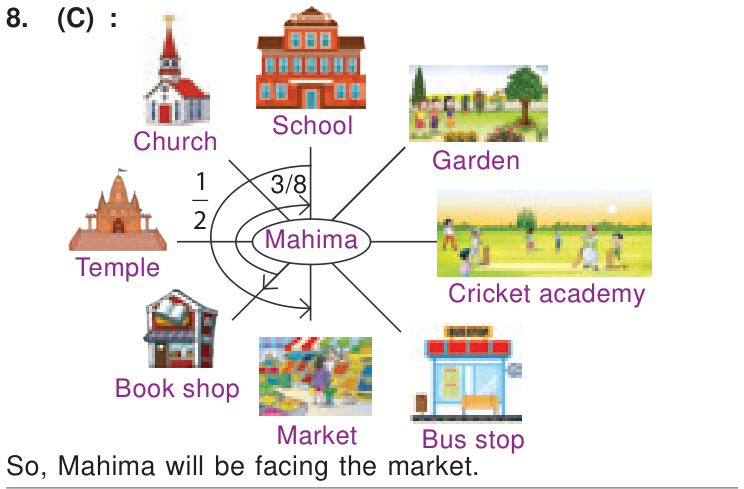 8. (C) :
Church
School
Garden
1/2
3/8
Mahima
Temple
Cricket academy
Book shop
Market
BUS STOP
Bus stop
So, Mahima will be facing the market.